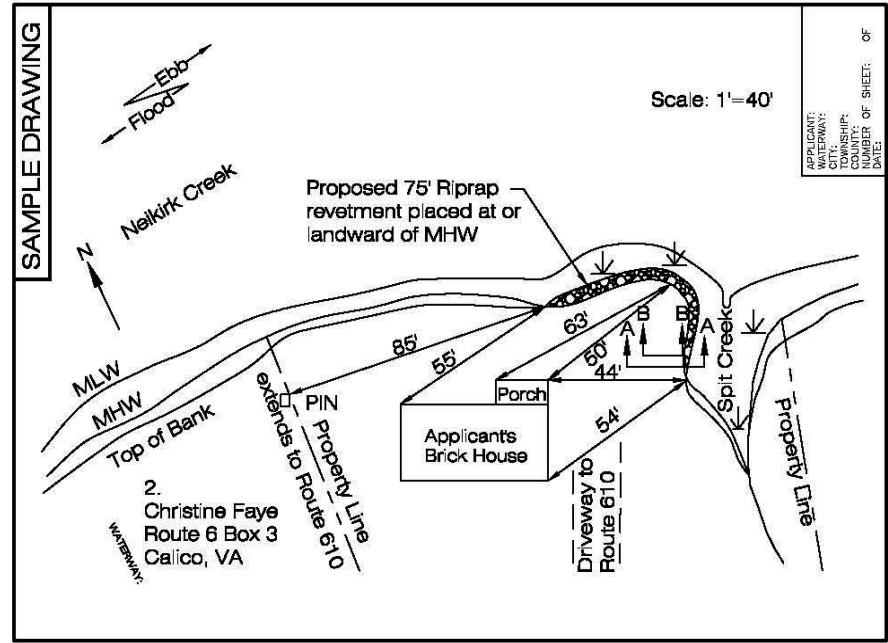 SAMPLE DRAWING
Ebb
Flood
Scale: 1'=40'
APPLICANT:
WATERWAY:
CITY:
TOWNSHIP:
COUNTY:
NUMBER OF SHEET: OF
DATE:
Nelkirk Creek
N
Proposed 75' Riprap
revetment placed at or
landward of MHW
MLW
MHW
Top of Bank
85'
55'
63'
50'
44'
54'
A
B
B
A
Split Creek
Porch
Applicant's
Brick House
PIN
Property Line
extends to Route 610
Driveway to
Route 610
Property Line
2.
Christine Faye
Route 6 Box 3
Calico, VA
WATERWAY: